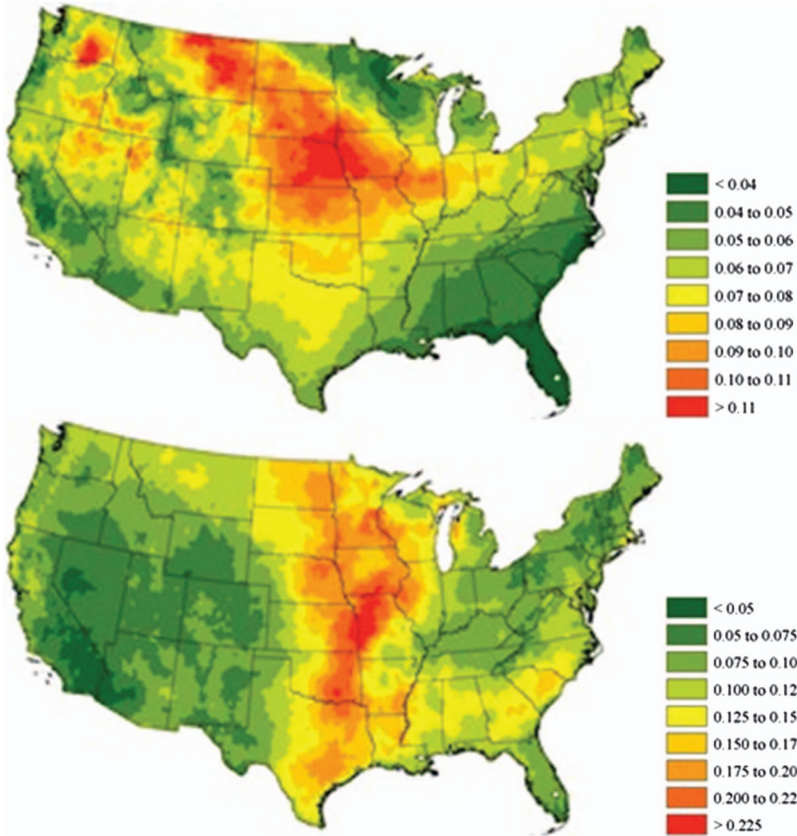 < 0.04
0.04 to 0.05
0.05 to 0.06
0.06 to 0.07
0.07 to 0.08
0.08 to 0.09
0.09 to 0.10
0.10 to 0.11
> 0.11
< 0.05
0.05 to 0.075
0.075 to 0.10
0.100 to 0.12
0.125 to 0.15
0.150 to 0.17
0.175 to 0.20
0.200 to 0.22
> 0.225